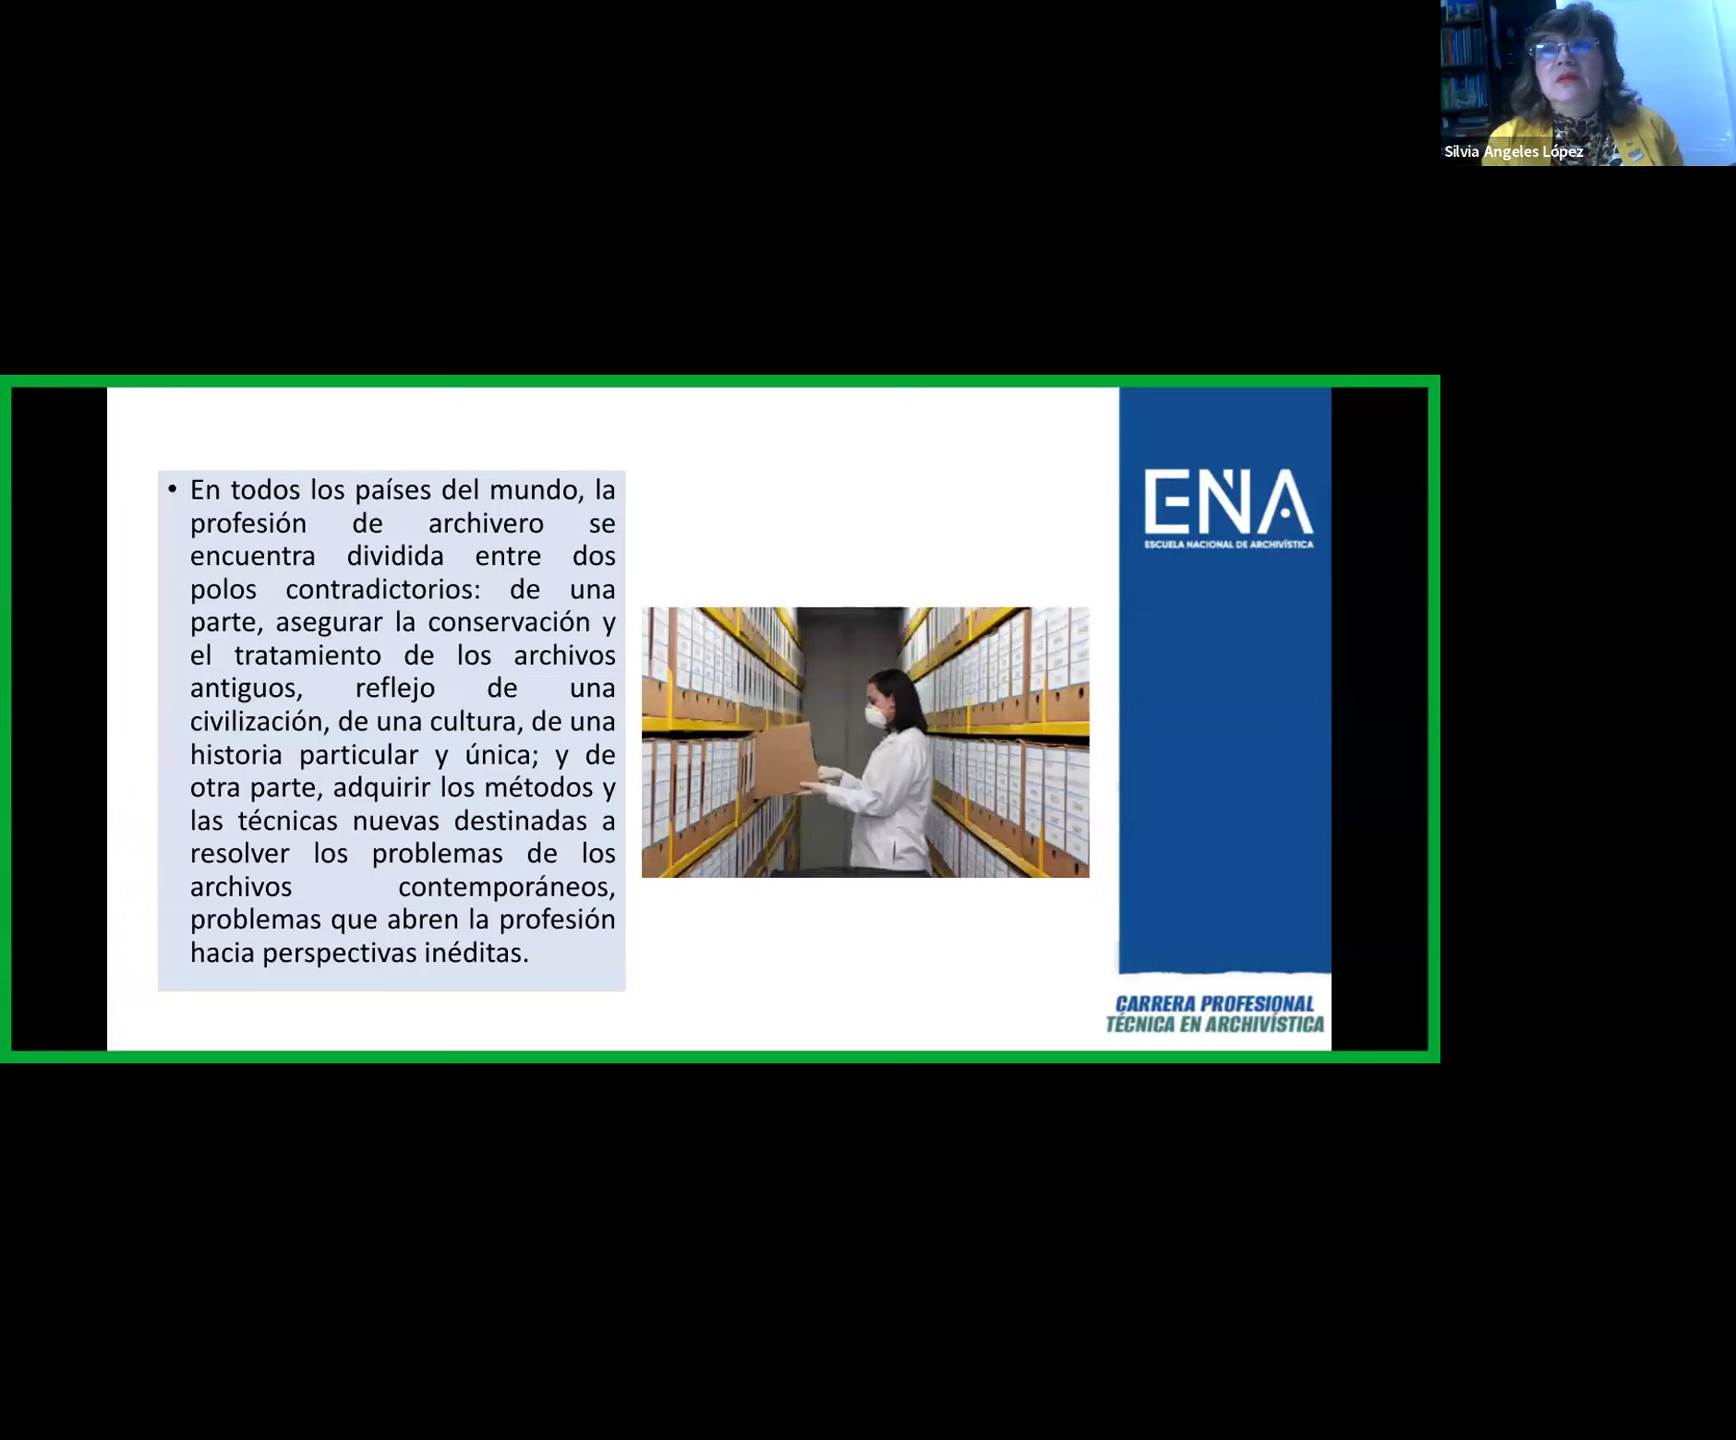 Silvia Angeles López
• En todos los países del mundo, la
profesión de archivero se
encuentra dividida entre dos
polos contradictorios: de una
parte, asegurar la conservación y
el tratamiento de los archivos
antiguos, reflejo de una
civilización, de una cultura, de una
historia particular y única; y de
otra parte, adquirir los métodos y
las técnicas nuevas destinadas a
resolver los problemas de los
archivos contemporáneos,
problemas que abren la profesión
hacia perspectivas inéditas.
ENA
ESCUELA NACIONAL DE ARCHIVÍSTICA
CARRERA PROFESIONAL
TÉCNICA EN ARCHIVÍSTICA